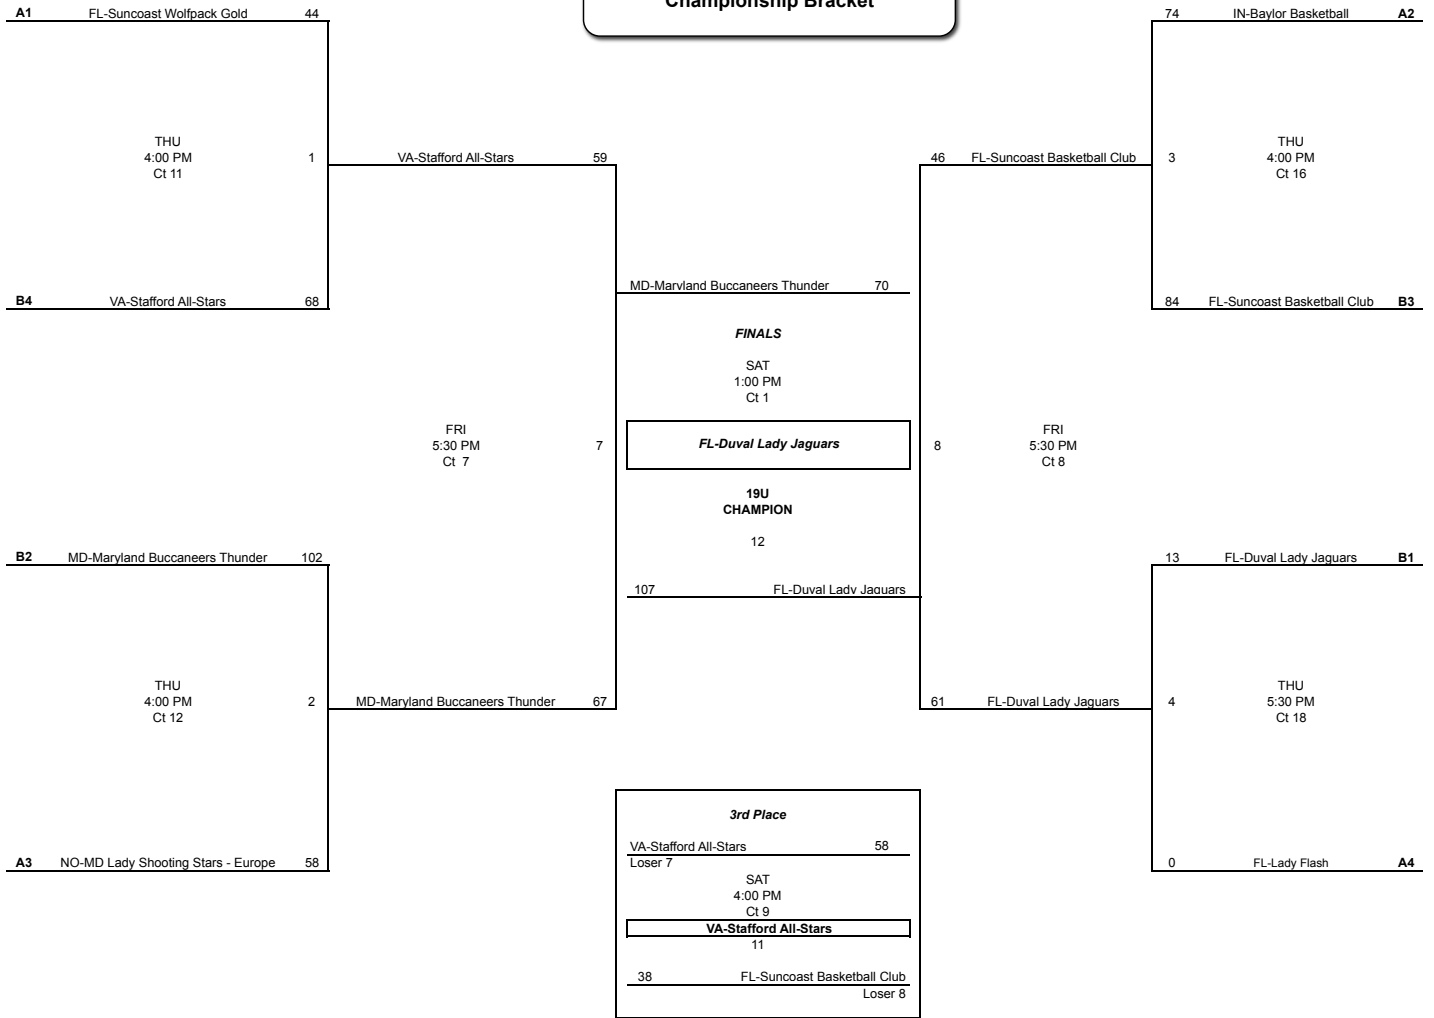 Championship Bracket
A1 FL-Suncoast Wolfpack Gold 44
74 IN-Baylor Basketball A2
THU
4:00 PM 1
Ct 11
VA-Stafford All-Stars 59
46 FL-Suncoast Basketball Club
THU
3 4:00 PM
Ct 16
B4 VA-Stafford All-Stars 68
MD-Maryland Buccaneers Thunder 70
84 FL-Suncoast Basketball Club B3
FINALS
SAT
1:00 PM
Ct 1
FRI
5:30 PM 7
Ct 7
FL-Duval Lady Jaguars
FRI
8 5:30 PM
Ct 8
19U
CHAMPION
12
B2 MD-Maryland Buccaneers Thunder 102
13 FL-Duval Lady Jaguars B1
107 FL-Duval Lady Jaguars
THU
4:00 PM 2
Ct 12
MD-Maryland Buccaneers Thunder 67
61 FL-Duval Lady Jaguars
THU
4 5:30 PM
Ct 18
A3 NO-MD Lady Shooting Stars - Europe 58
0 FL-Lady Flash A4
3rd Place
VA-Stafford All-Stars 58
Loser 7
SAT
4:00 PM
Ct 9
VA-Stafford All-Stars
11
38 FL-Suncoast Basketball Club
Loser 8